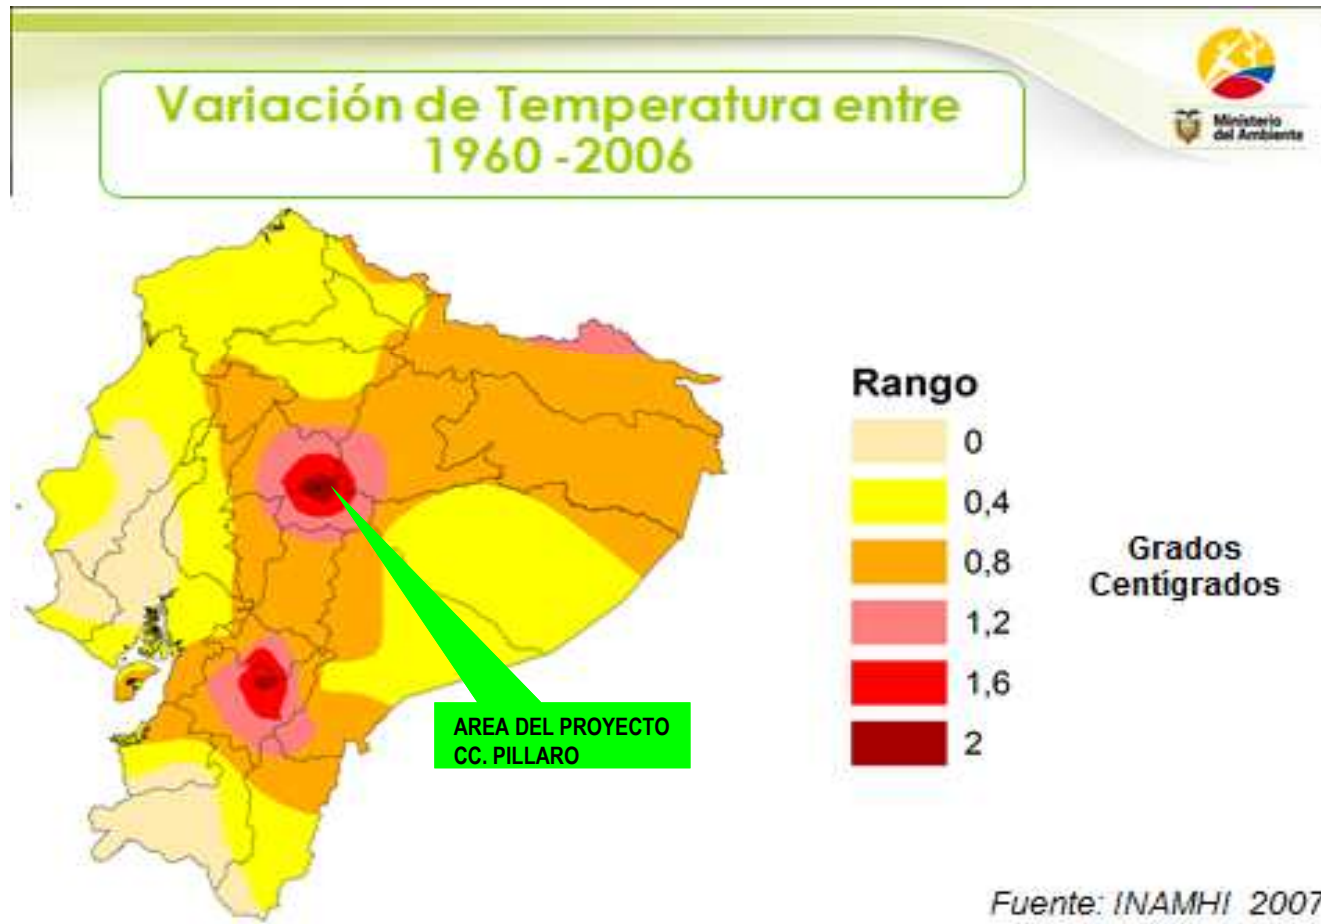 Variación de Temperatura entre
1960 -2006
Ministerio
del Ambiente
Rango
0
0,4
0,8
1,2
1,6
2
Grados
Centígrados
AREA DEL PROYECTO
CC. PILLARO
Fuente: INAMHI 2007